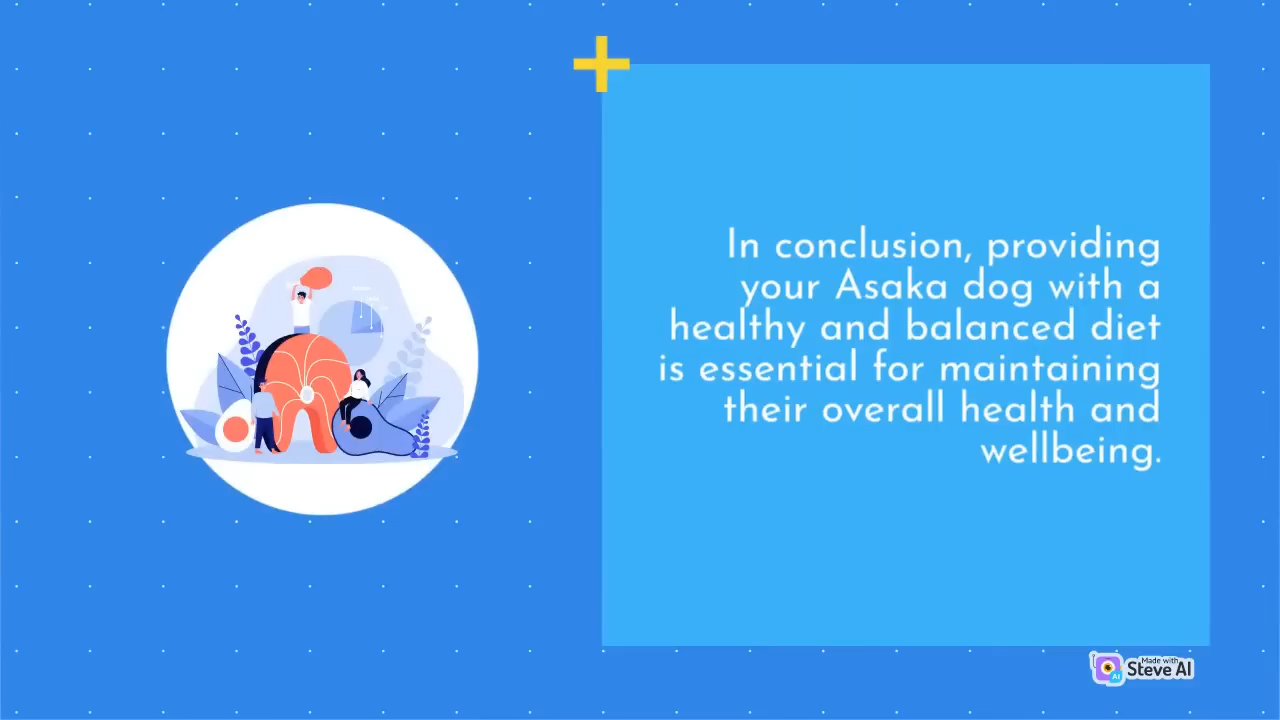 In conclusion, providing
your Asaka dog with a
healthy and balanced diet
is essential for maintaining
their overall health and
wellbeing.
Made with
Steve AI
AI